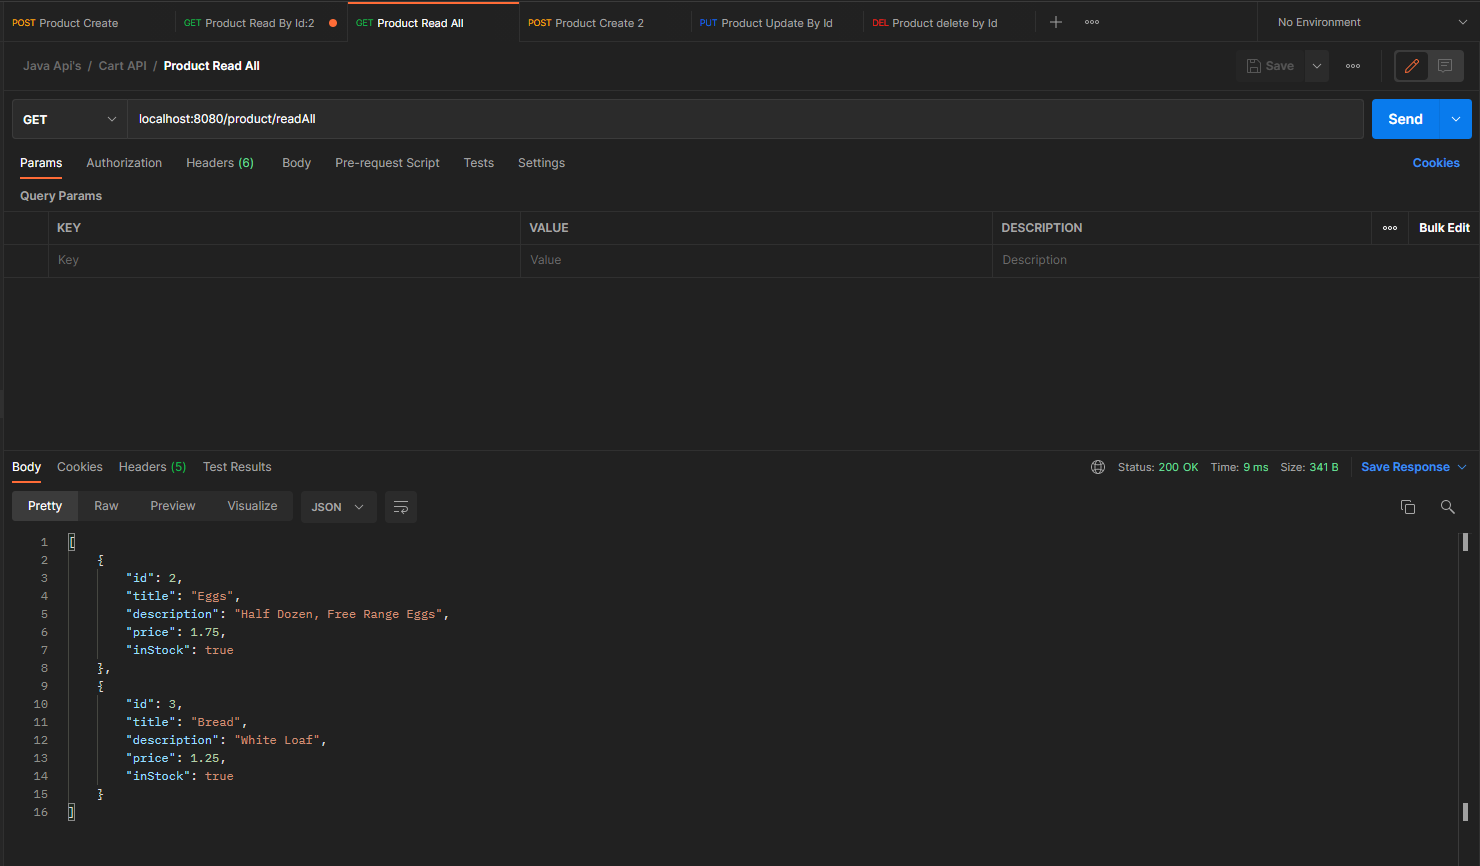 POST Product Create GET Product Read By Id:2 GET Product Read All POST Product Create 2 PUT Product Update By Id DEL Product delete by Id No Environment
Java Api's / Cart API / Product Read All Save
GET localhost:8080/product/readAll Send
Params Authorization Headers (6) Body Pre-request Script Tests Settings Cookies
Query Params
KEY VALUE DESCRIPTION Bulk Edit
Key Value Description
Body Cookies Headers (5) Test Results Status: 200 OK Time: 9 ms Size: 341 B Save Response
Pretty Raw Preview Visualize JSON
1 [
2 {
3 "id": 2,
4 "title": "Eggs",
5 "description": "Half Dozen, Free Range Eggs",
6 "price": 1.75,
7 "inStock": true
8 },
9 {
10 "id": 3,
11 "title": "Bread",
12 "description": "White Loaf",
13 "price": 1.25,
14 "inStock": true
15 }
16 ]